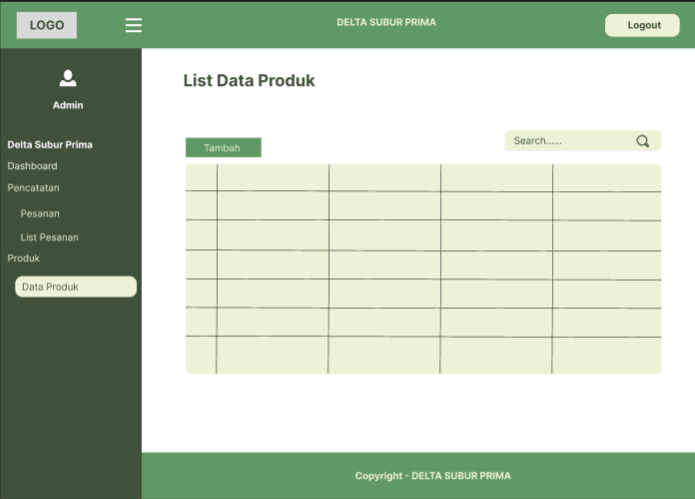 LOGO
DELTA SUBUR PRIMA
Logout
Admin
Delta Subur Prima
Dashboard
Pencatatan
Pesanan
List Pesanan
Produk
Data Produk
List Data Produk
Tambah
Search......
Copyright - DELTA SUBUR PRIMA